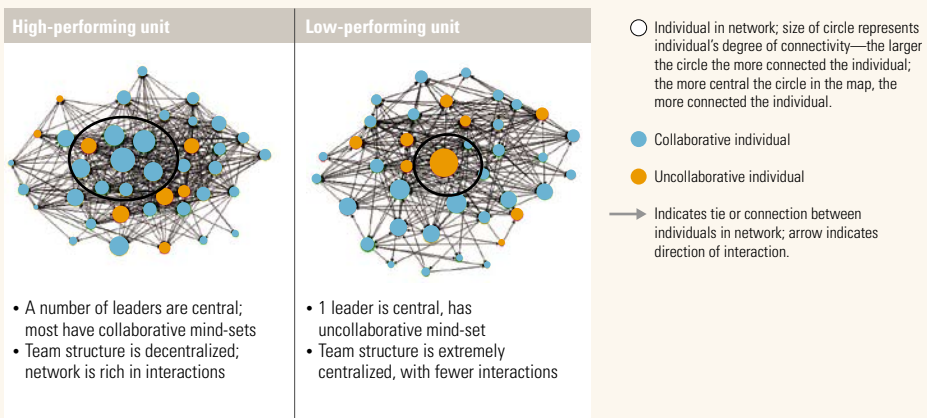 High-performing unit
Low-performing unit
• A number of leaders are central;
most have collaborative mind-sets
• Team structure is decentralized;
network is rich in interactions
• 1 leader is central, has
uncollaborative mind-set
• Team structure is extremely
centralized, with fewer interactions
Individual in network; size of circle represents
individual’s degree of connectivity—the larger
the circle the more connected the individual;
the more central the circle in the map, the
more connected the individual.
Collaborative individual
Uncollaborative individual
Indicates tie or connection between
individuals in network; arrow indicates
direction of interaction.